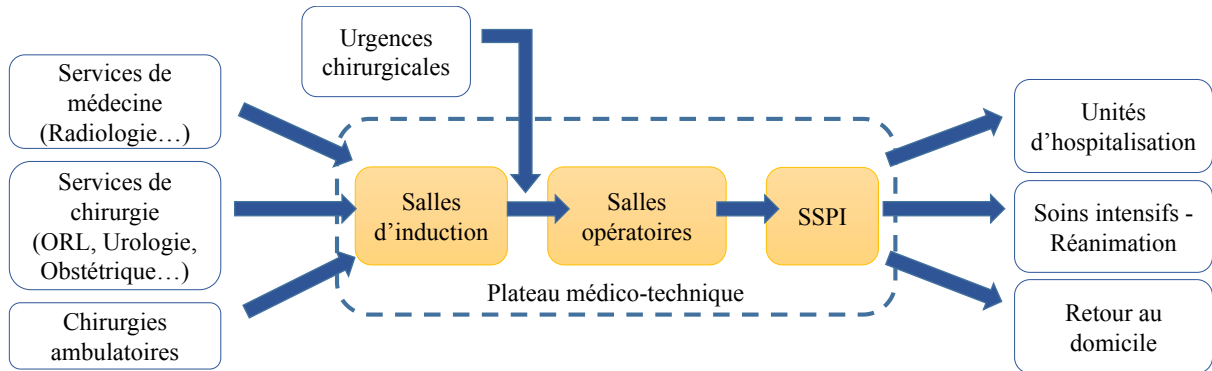 Urgences
chirurgicales
Services de
médecine
(Radiologie…)
Services de
chirurgie
(ORL, Urologie,
Obstétrique…)
Chirurgies
ambulatoires
Salles
d’induction
Salles
opératoires
SSPI
Plateau médico-technique
Unités
d’hospitalisation
Soins intensifs -
Réanimation
Retour au
domicile